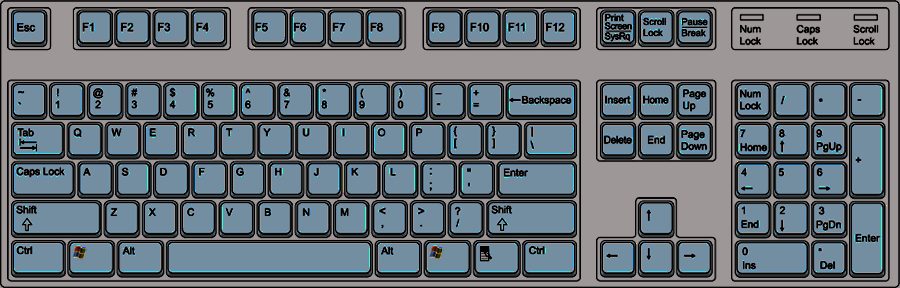 Esc F1 F2 F3 F4 F5 F6 F7 F8 F9 F10 F11 F12 Print Screen SysRq Scroll Lock Pause Break Num Lock Caps Lock Scroll Lock
~ ` ! 1 @ 2 # 3 $ 4 % 5 ^ 6 & 7 * 8 ( 9 ) 0 _ - + = ←Backspace Insert Home Page Up Num Lock / * -
Tab Q W E R T Y U I O P { [ } ] | \ Delete End Page Down 7 Home 8 ↑ 9 PgUp +
Caps Lock A S D F G H J K L : ; " ' Enter 4 ← 5 6 →
Shift ⇧ Z X C V B N M < , > . ? / Shift ⇧ ↑ 1 End 2 ↓ 3 PgDn Enter
Ctrl Alt Alt Ctrl ← ↓ → 0 Ins . Del